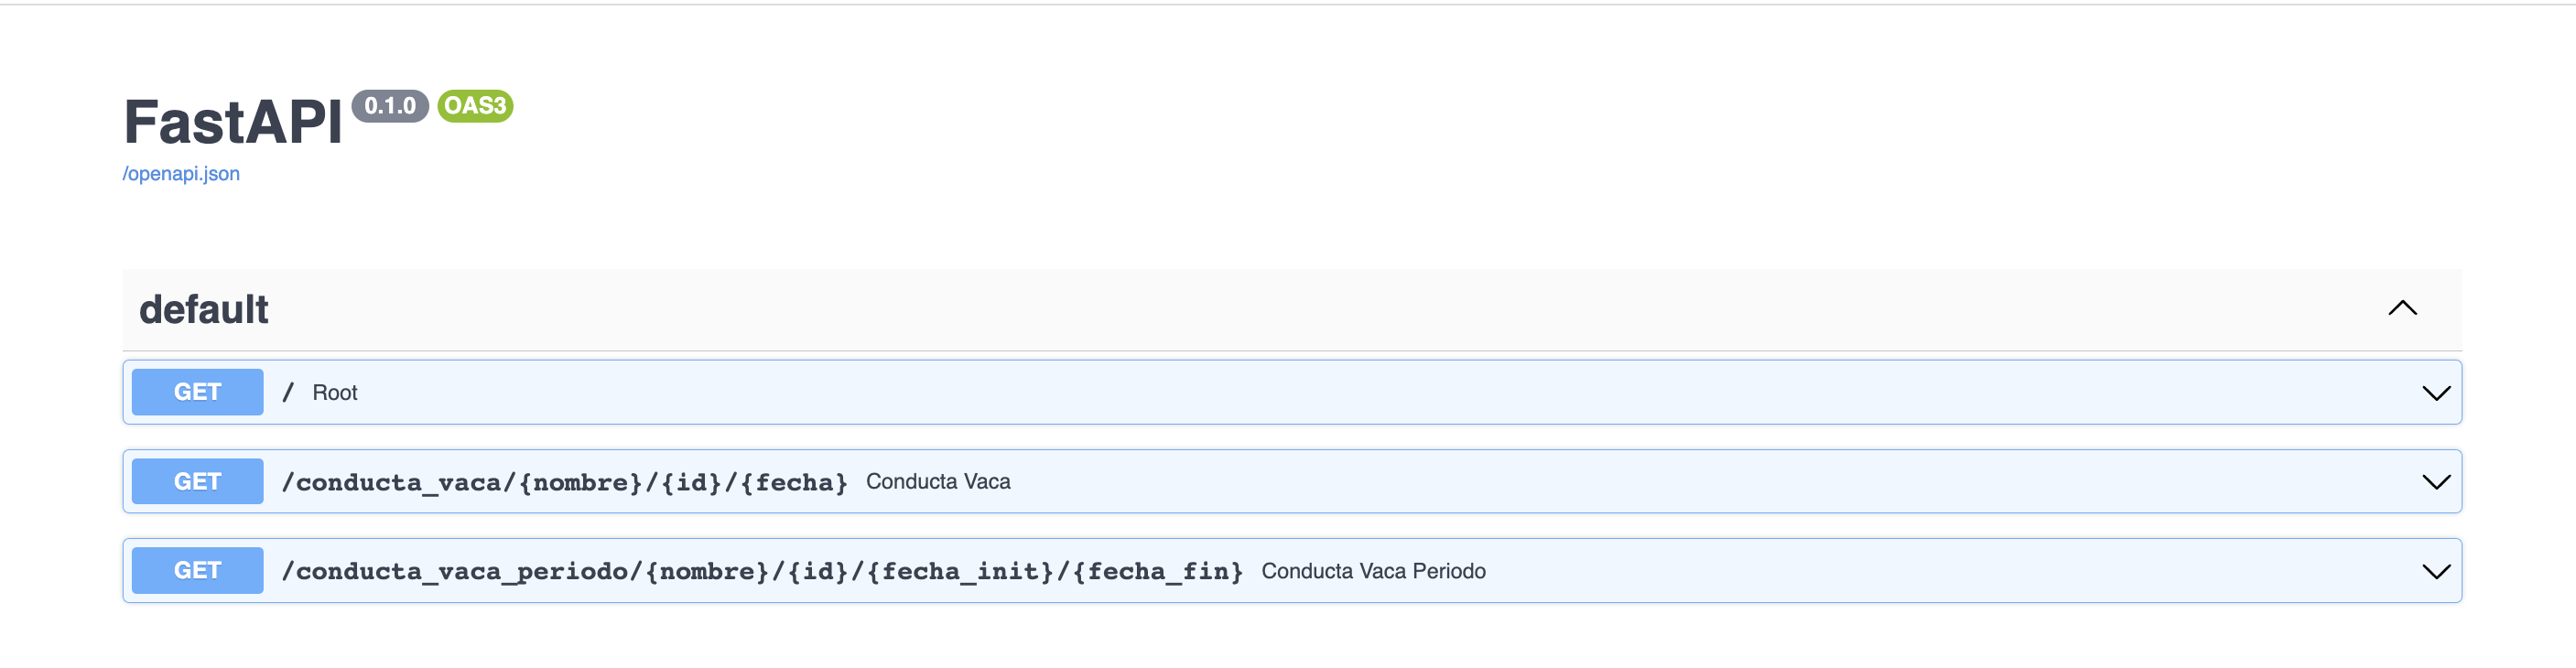 FastAPI 0.1.0 OAS3
/openapi.json
default
GET / Root
GET /conducta_vaca/{nombre}/{id}/{fecha} Conducta Vaca
GET /conducta_vaca_periodo/{nombre}/{id}/{fecha_init}/{fecha_fin} Conducta Vaca Periodo